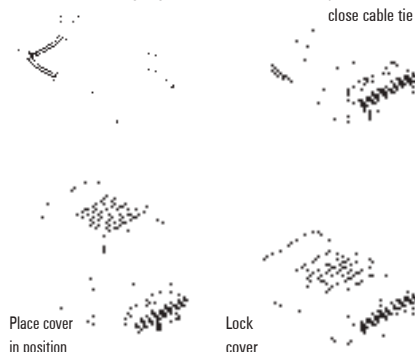 close cable tie
Place cover
in position
Lock
cover